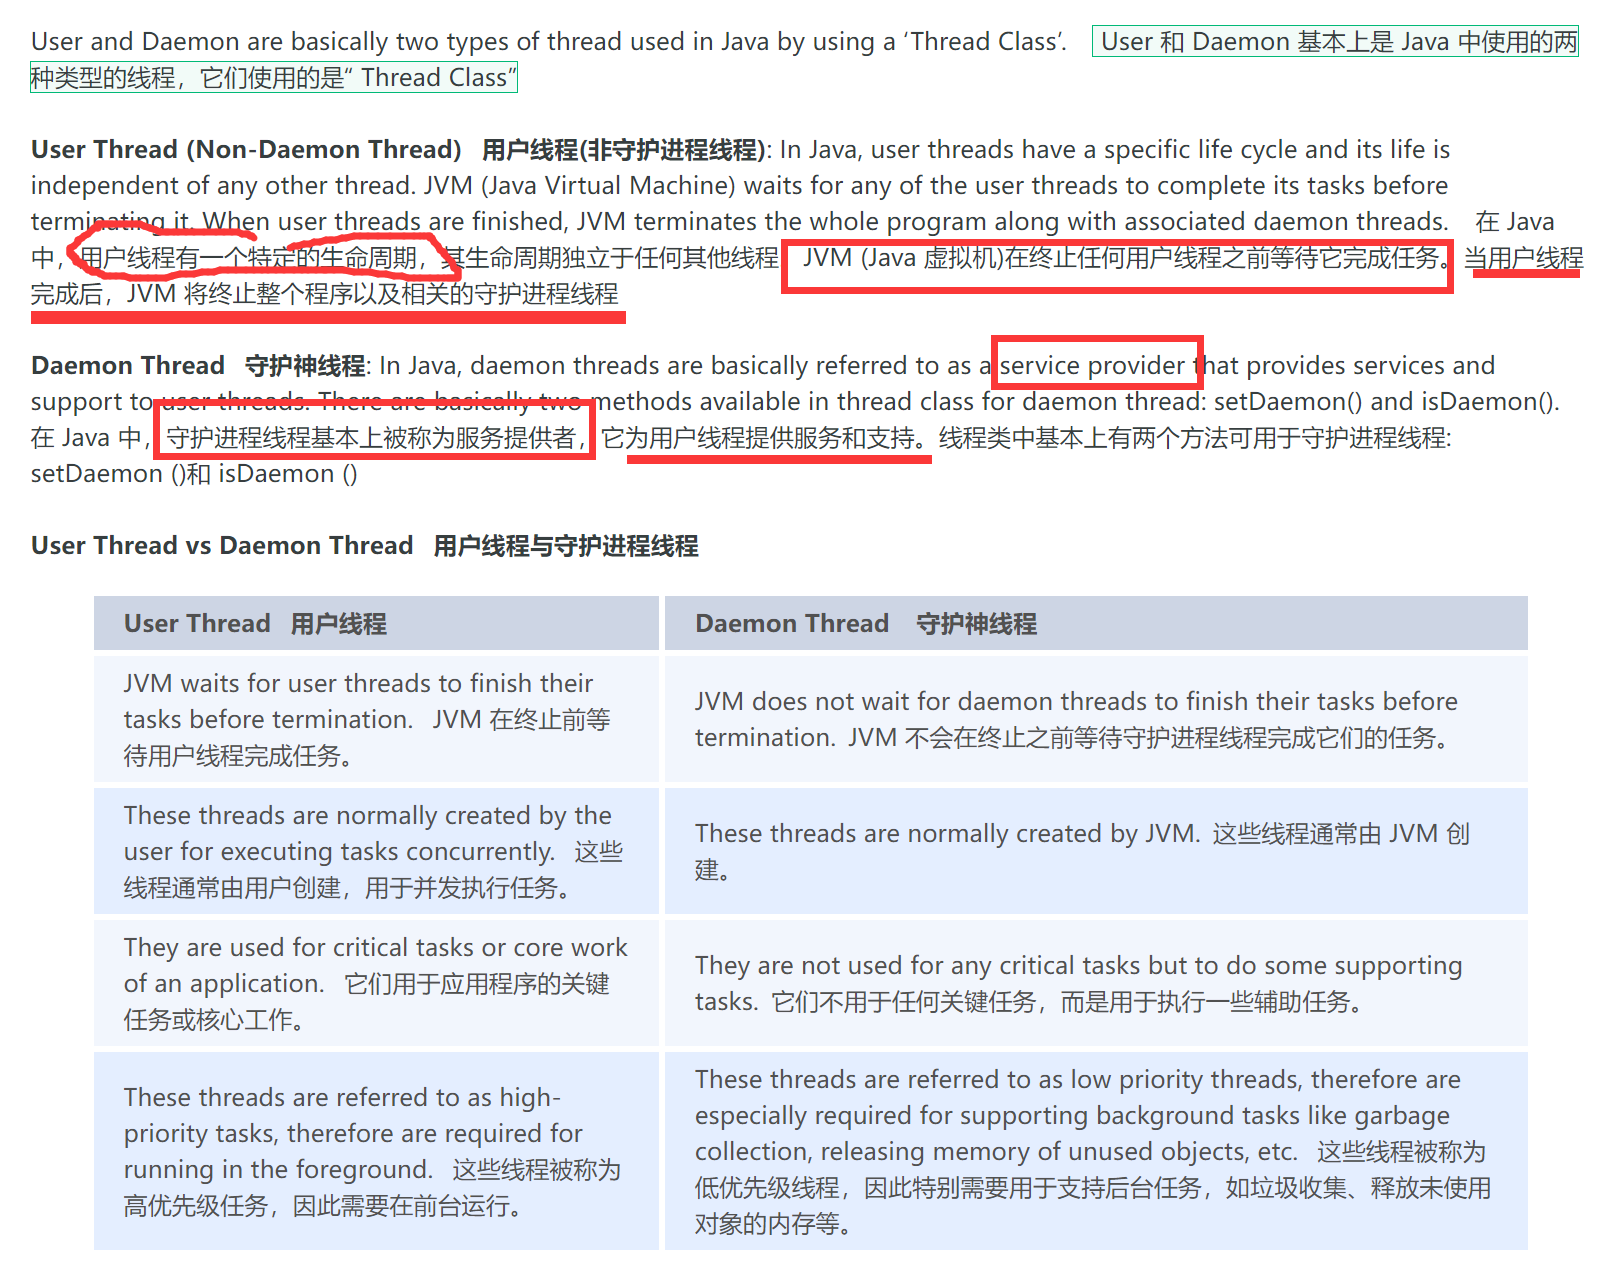 User and Daemon are basically two types of thread used in Java by using a ‘Thread Class’. User 和 Daemon 基本上是 Java 中使用的两
种类型的线程，它们使用的是“ Thread Class”
User Thread (Non-Daemon Thread) 用户线程(非守护进程线程): In Java, user threads have a specific life cycle and its life is
independent of any other thread. JVM (Java Virtual Machine) waits for any of the user threads to complete its tasks before
terminating it. When user threads are finished, JVM terminates the whole program along with associated daemon threads. 在 Java
中，用户线程有一个特定的生命周期，其生命周期独立于任何其他线程 JVM (Java 虚拟机)在终止任何用户线程之前等待它完成任务。当用户线程
完成后，JVM 将终止整个程序以及相关的守护进程线程
Daemon Thread 守护神线程: In Java, daemon threads are basically referred to as a service provider that provides services and
support to user threads. There are basically two methods available in thread class for daemon thread: setDaemon() and isDaemon().
在 Java 中，守护进程线程基本上被称为服务提供者，它为用户线程提供服务和支持。线程类中基本上有两个方法可用于守护进程线程:
setDaemon ()和 isDaemon ()
User Thread vs Daemon Thread 用户线程与守护进程线程
User Thread 用户线程
Daemon Thread 守护神线程
JVM waits for user threads to finish their
tasks before termination. JVM 在终止前等
待用户线程完成任务。
JVM does not wait for daemon threads to finish their tasks before
termination. JVM 不会在终止之前等待守护进程线程完成它们的任务。
These threads are normally created by the
user for executing tasks concurrently. 这些
线程通常由用户创建，用于并发执行任务。
These threads are normally created by JVM. 这些线程通常由 JVM 创
建。
They are used for critical tasks or core work
of an application. 它们用于应用程序的关键
任务或核心工作。
They are not used for any critical tasks but to do some supporting
tasks. 它们不用于任何关键任务，而是用于执行一些辅助任务。
These threads are referred to as high-
priority tasks, therefore are required for
running in the foreground. 这些线程被称为
高优先级任务，因此需要在前台运行。
These threads are referred to as low priority threads, therefore are
especially required for supporting background tasks like garbage
collection, releasing memory of unused objects, etc. 这些线程被称为
低优先级线程，因此特别需要用于支持后台任务，如垃圾收集、释放未使用
对象的内存等。